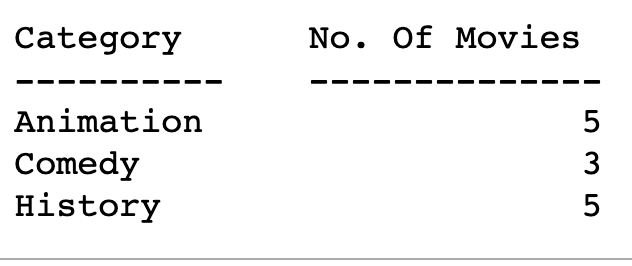 Category No. Of Movies
---------- --------------
Animation 5
Comedy 3
History 5